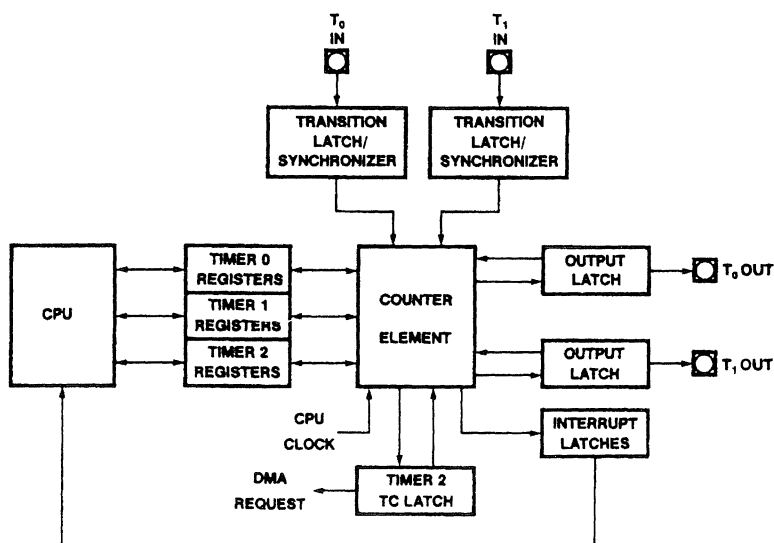 T0
IN
T1
IN
TRANSITION
LATCH/
SYNCHRONIZER
TRANSITION
LATCH/
SYNCHRONIZER
CPU
TIMER 0
REGISTERS
TIMER 1
REGISTERS
TIMER 2
REGISTERS
COUNTER
ELEMENT
OUTPUT
LATCH
T0 OUT
OUTPUT
LATCH
T1 OUT
CPU
CLOCK
INTERRUPT
LATCHES
DMA
REQUEST
TIMER 2
TC LATCH